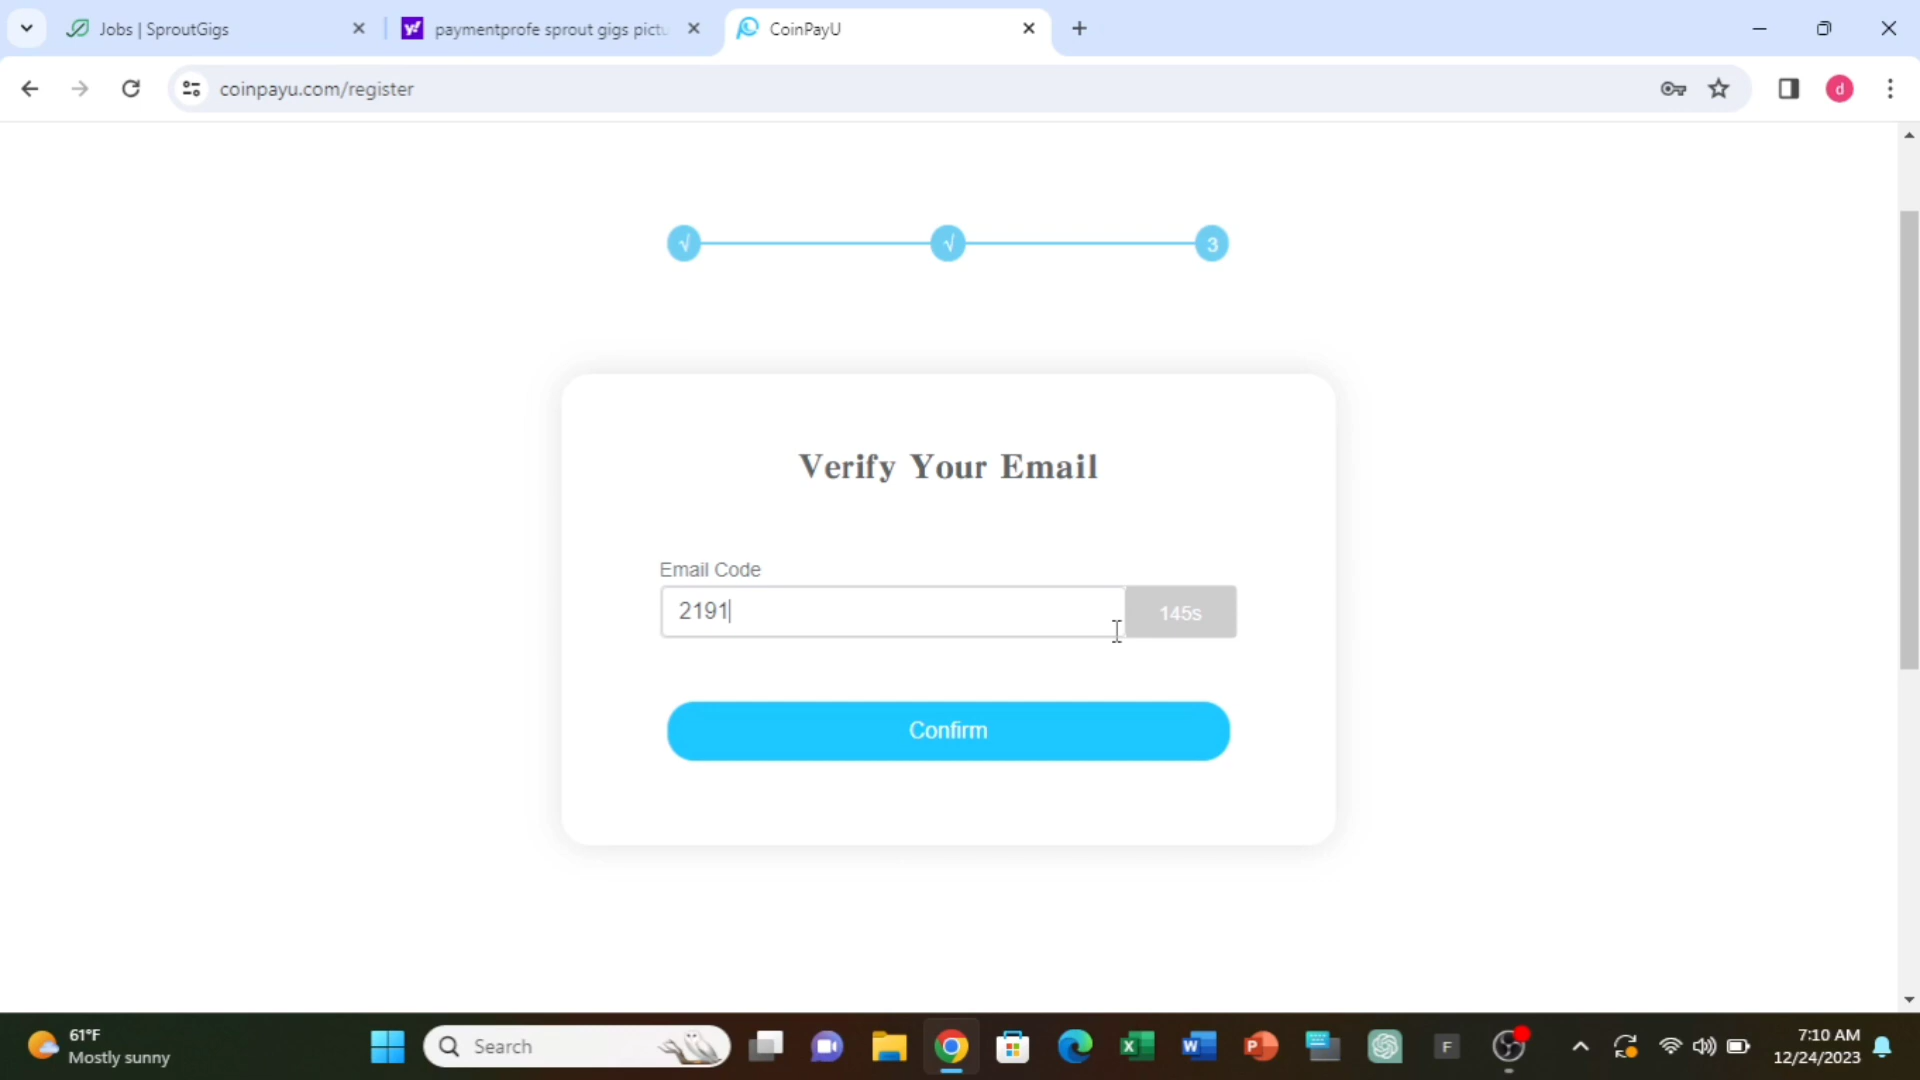 Jobs | SproutGigs
paymentprofe sprout gigs pictu
CoinPayU
coinpayu.com/register
d
√
√
3
Verify Your Email
Email Code
2191
145s
Confirm
61°F
Mostly sunny
Search
F
7:10 AM
12/24/2023